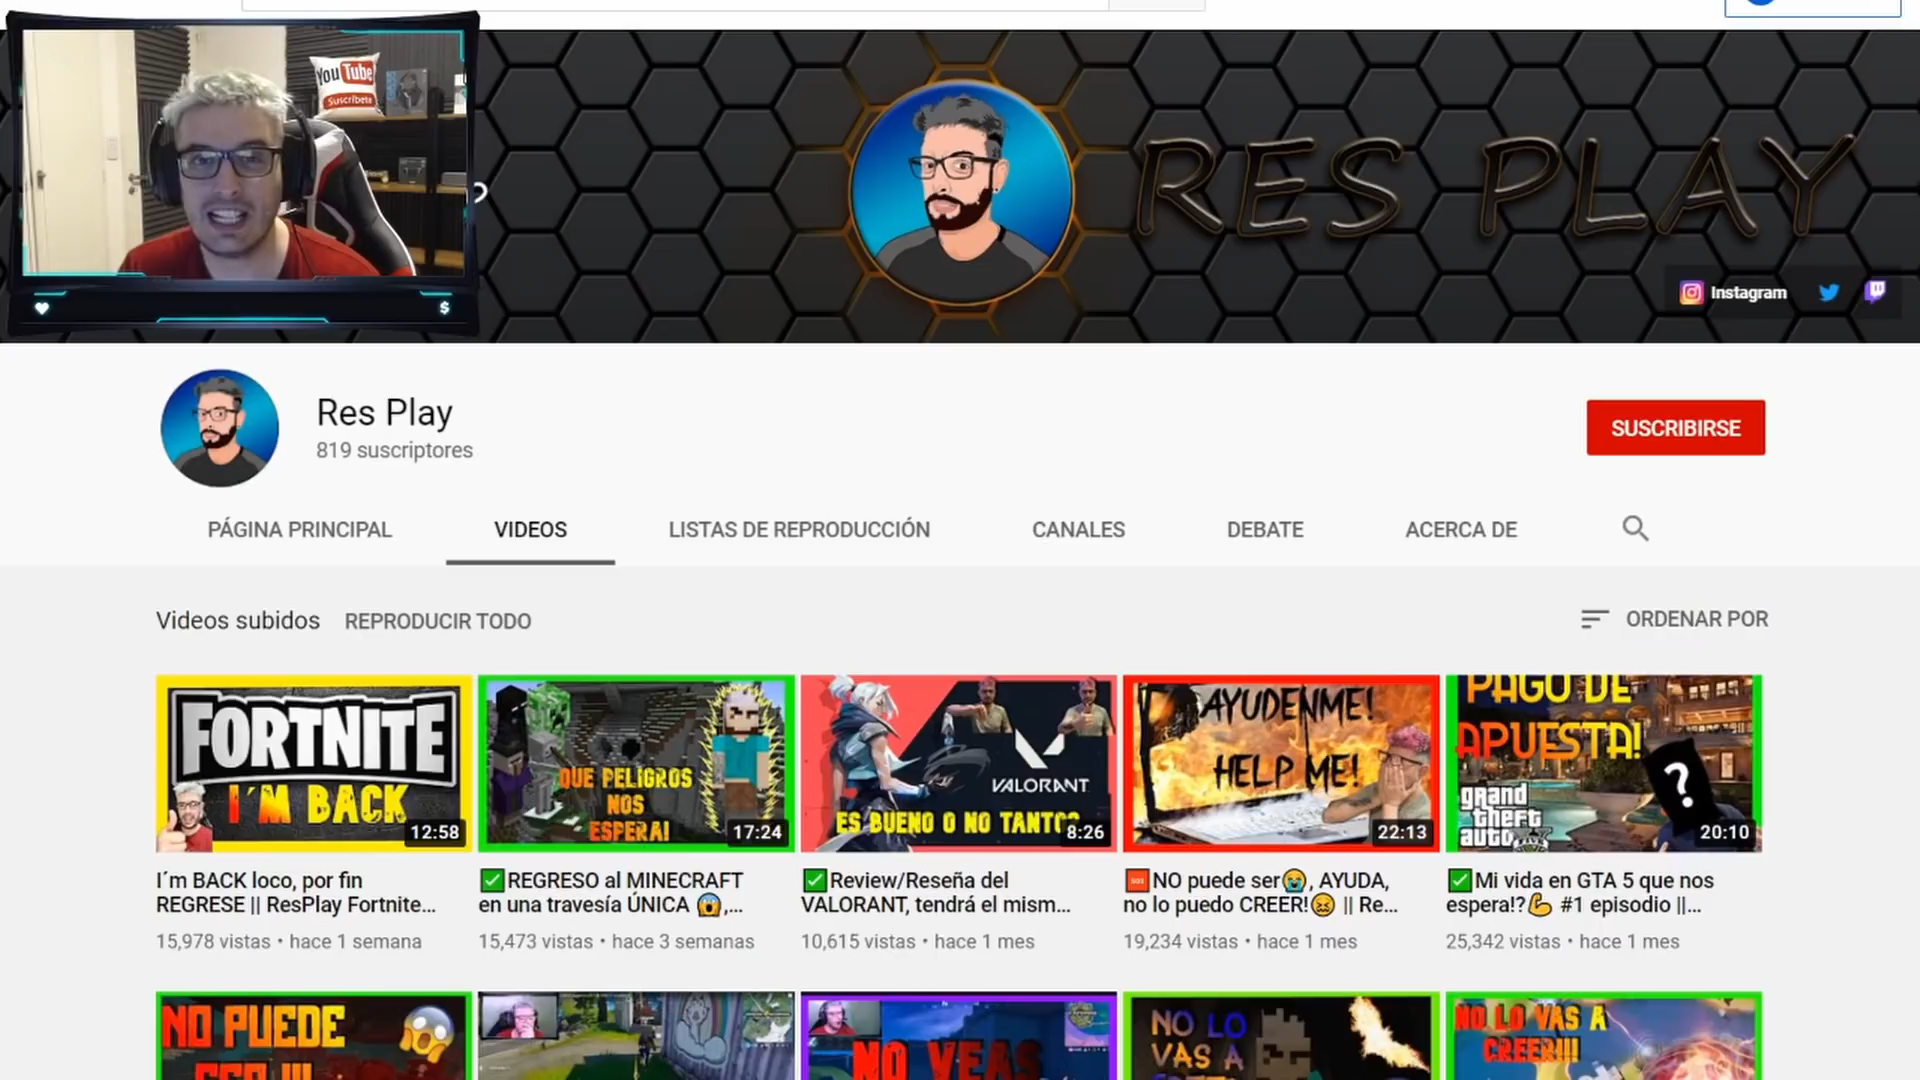 You Tube
Suscríbete
RES PLAY
Instagram
$
Res Play
819 suscriptores
SUSCRIBIRSE
PÁGINA PRINCIPAL
VIDEOS
LISTAS DE REPRODUCCIÓN
CANALES
DEBATE
ACERCA DE
Videos subidos
REPRODUCIR TODO
ORDENAR POR
FORTNITE
I´M BACK
12:58
QUE PELIGROS
NOS
ESPERA!
17:24
VALORANT
ES BUENO O NO TANTO?
8:26
AYUDENME!
HELP ME!
22:13
PAGO DE
APUESTA!
?
grand
theft
auto
V
20:10
I´m BACK loco, por fin
REGRESE || ResPlay Fortnite...
15,978 vistas • hace 1 semana
✅REGRESO al MINECRAFT
en una travesía ÚNICA 😱,...
15,473 vistas • hace 3 semanas
✅Review/Reseña del
VALORANT, tendrá el mism...
10,615 vistas • hace 1 mes
🆘NO puede ser😭, AYUDA,
no lo puedo CREER!😖 || Re...
19,234 vistas • hace 1 mes
✅Mi vida en GTA 5 que nos
espera!?💪 #1 episodio ||...
25,342 vistas • hace 1 mes
NO PUEDE
SER !!!
NO VEAS
NO LO
VAS A
NO LO VAS A
CREER!!!